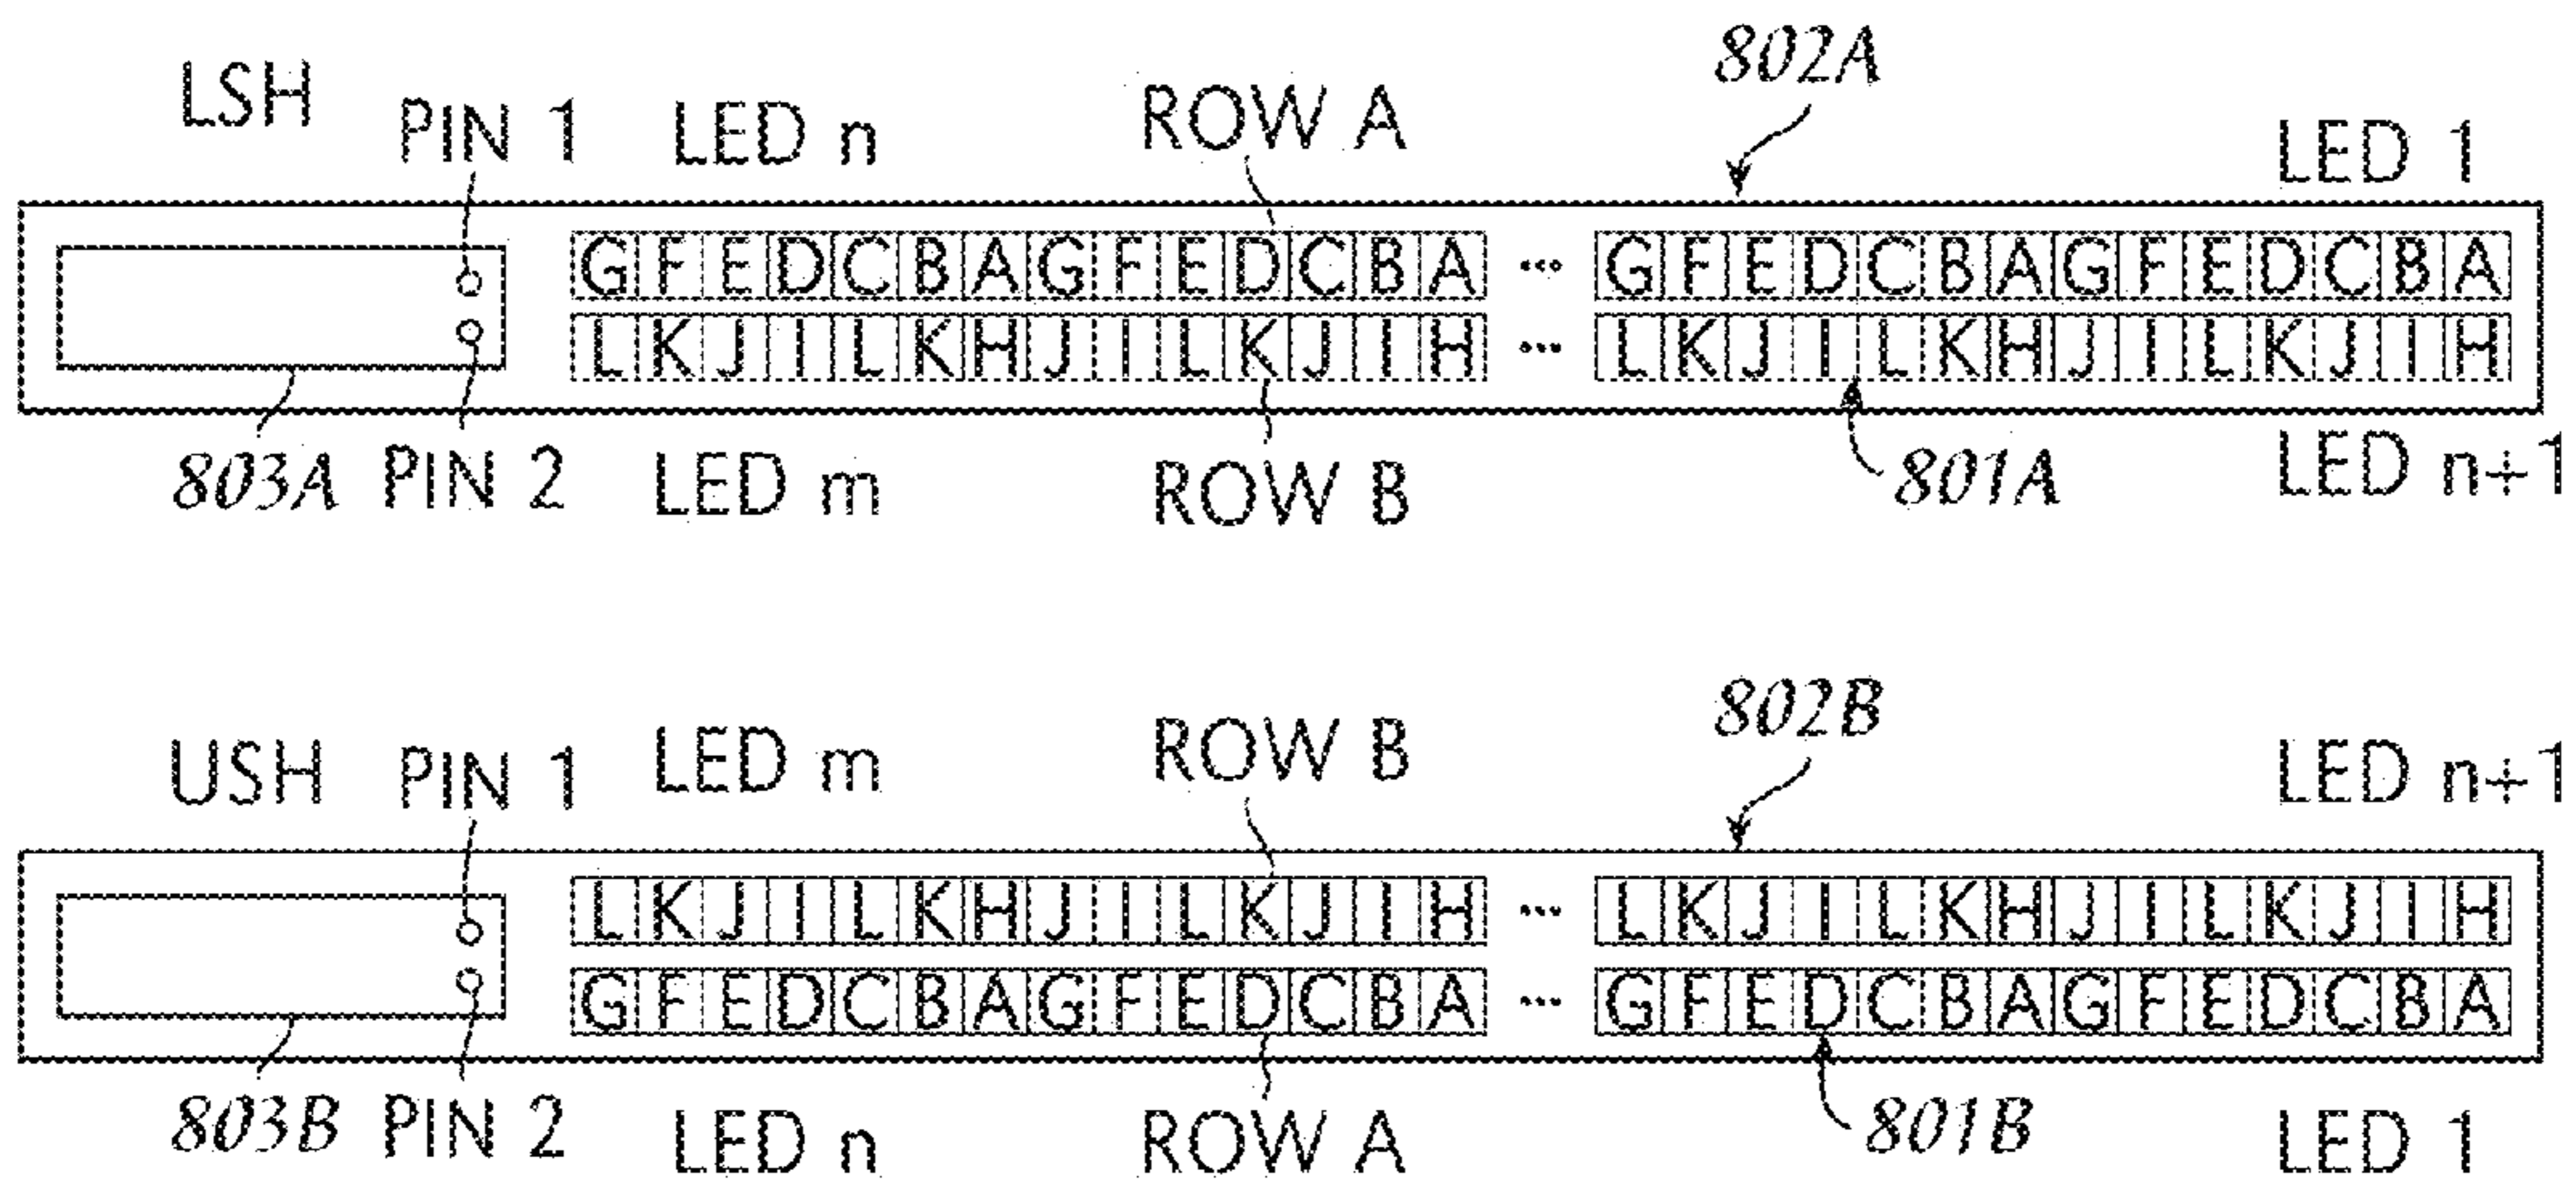 802A
LSH PIN 1 LED n ROW A LED 1
G F E D C B A G F E D C B A ... G F E D C B A G F E D C B A
L K J I L K H J I L K J I H ... L K J I L K H J I L K J I H
803A PIN 2 LED m ROW B 801A LED n+1
802B
USH PIN 1 LED m ROW B LED n+1
L K J I L K H J I L K J I H ... L K J I L K H J I L K J I H
G F E D C B A G F E D C B A ... G F E D C B A G F E D C B A
803B PIN 2 LED n ROW A 801B LED 1